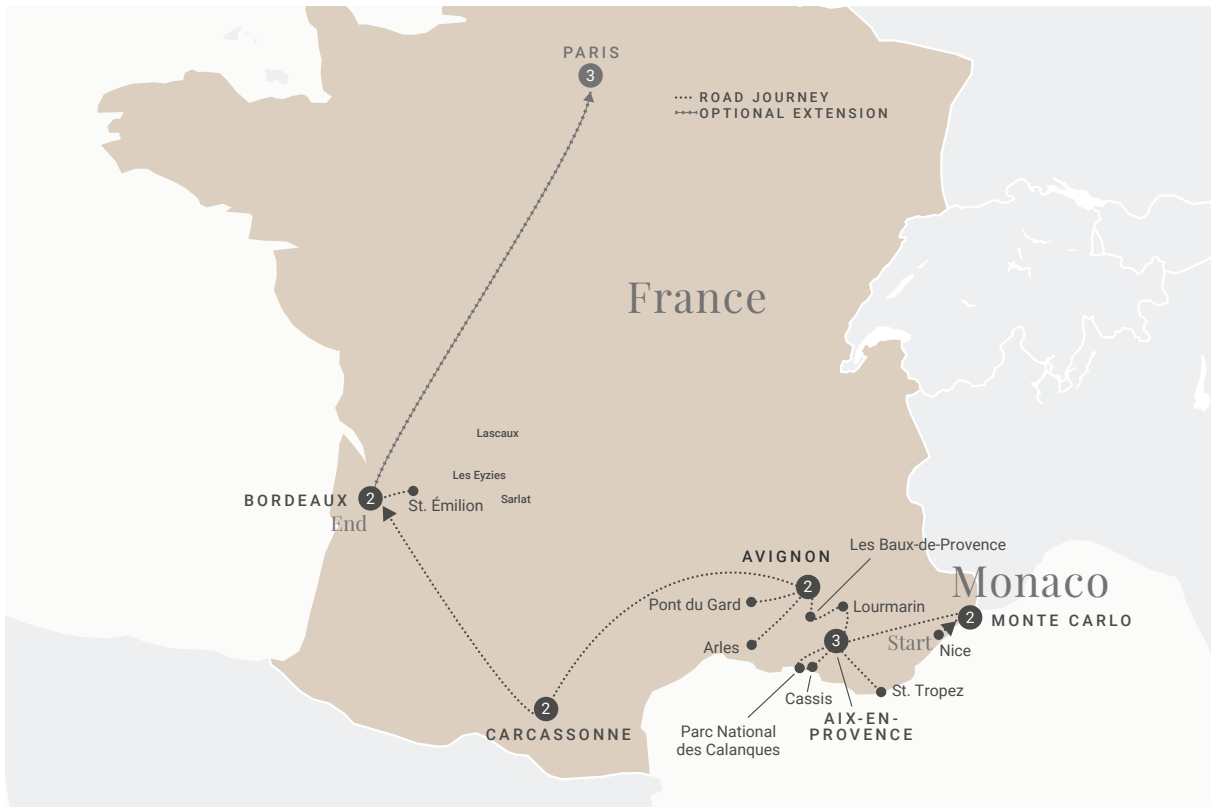 PARIS
3
ROAD JOURNEY
OPTIONAL EXTENSION
France
Lascaux
Les Eyzies
BORDEAUX
2
Sarlat
St. Émilion
End
AVIGNON
Les Baux-de-Provence
2
Monaco
Pont du Gard
Lourmarin
2
MONTE CARLO
Arles
3
Start
Nice
St. Tropez
Cassis
2
CARCASSONNE
Parc National
des Calanques
AIX-EN-
PROVENCE